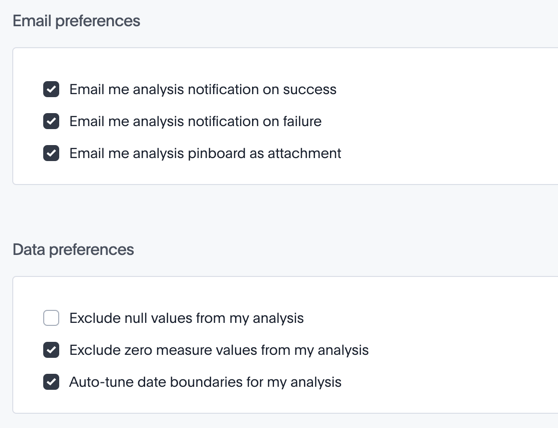 Email preferences
Email me analysis notification on success
Email me analysis notification on failure
Email me analysis pinboard as attachment
Data preferences
Exclude null values from my analysis
Exclude zero measure values from my analysis
Auto-tune date boundaries for my analysis